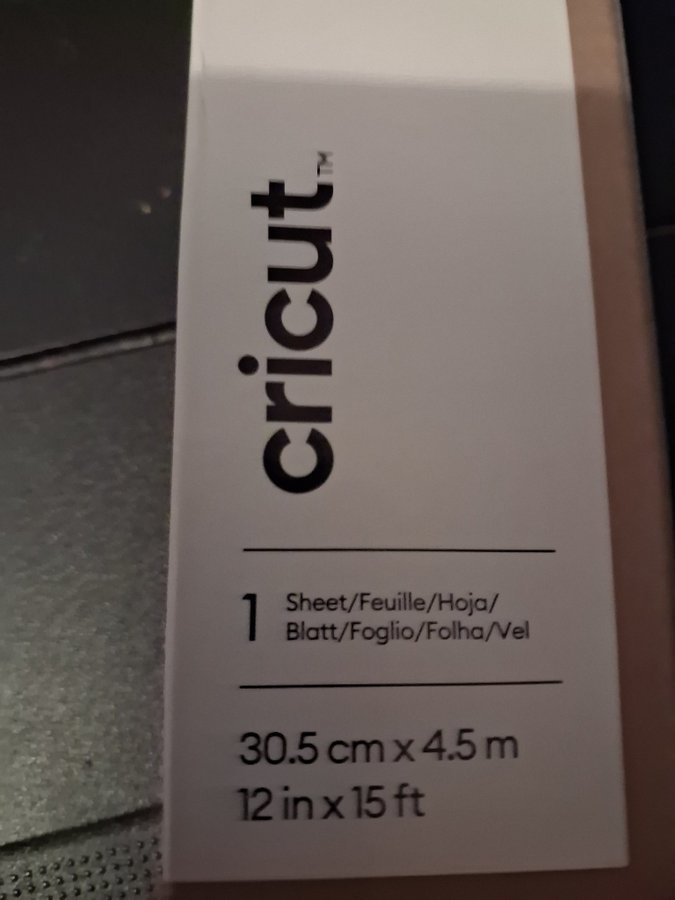 cricut™
1 Sheet/Feuille/Hoja/
Blatt/Foglio/Folha/Vel
30.5 cm x 4.5 m
12 in x 15 ft